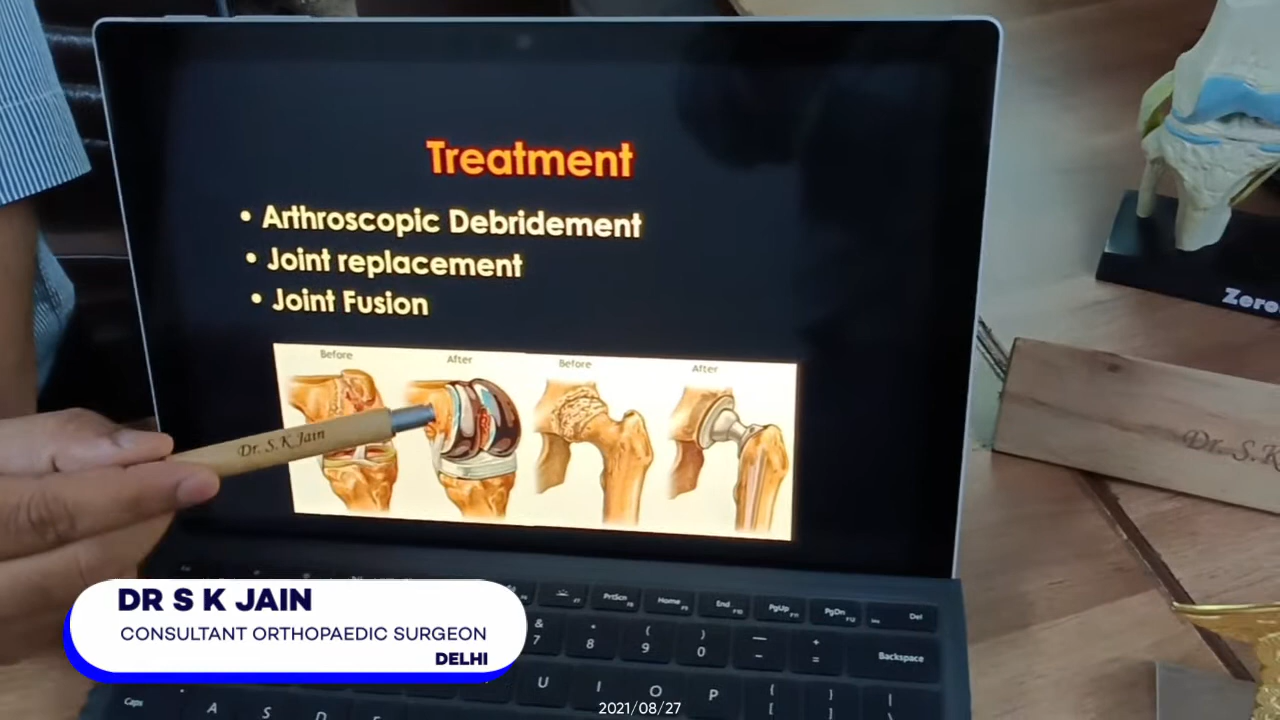 Treatment
• Arthroscopic Debridement
• Joint replacement
• Joint Fusion
Before
After
Before
After
Dr. S.K Jain
Zero
Dr. S.K
DR S K JAIN
CONSULTANT ORTHOPAEDIC SURGEON
DELHI
PrtScn
Home
End
PgUp
PgDn
Del
&
7
*
8
(
9
)
0
—
-
+
=
Backspace
U
I
O
P
{
[
}
]
|
Caps
A
S
D
2021/08/27